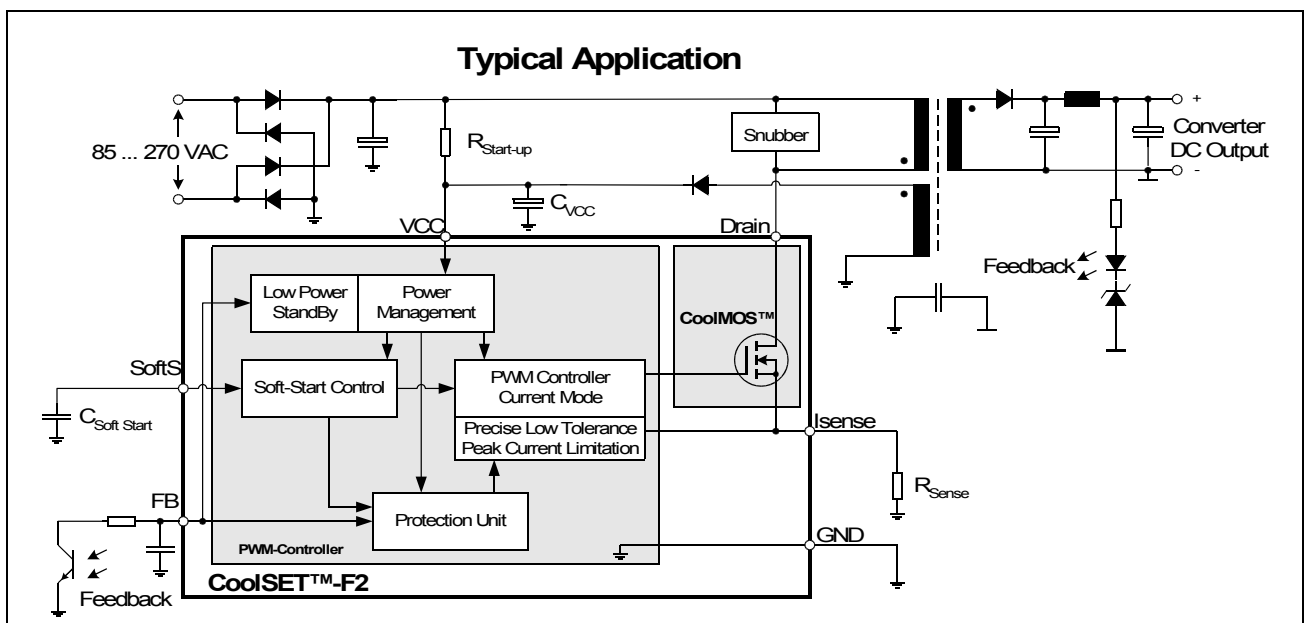 Typical Application
+
Snubber
Converter
DC Output
85 ... 270 VAC
RStart-up
-
CVCC
VCC
Drain
Feedback
Low Power
StandBy
Power
Management
CoolMOS™
SoftS
Soft-Start Control
PWM Controller
Current Mode
CSoft Start
Precise Low Tolerance
Peak Current Limitation
Isense
RSense
FB
Protection Unit
GND
PWM-Controller
CoolSET™-F2
Feedback